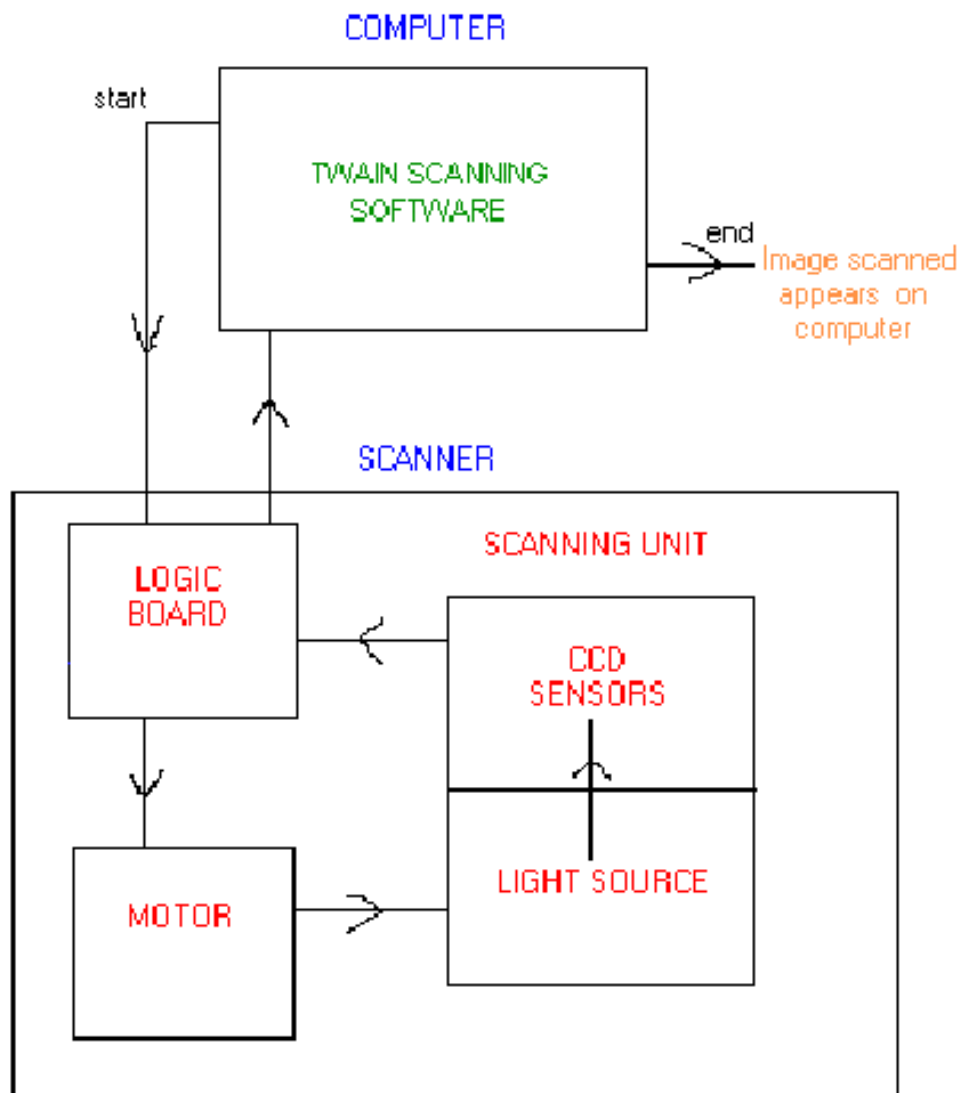 COMPUTER
start
TWAIN SCANNING
SOFTWARE
end
Image scanned
appears on
computer
SCANNER
SCANNING UNIT
LOGIC
BOARD
CCD
SENSORS
LIGHT SOURCE
MOTOR